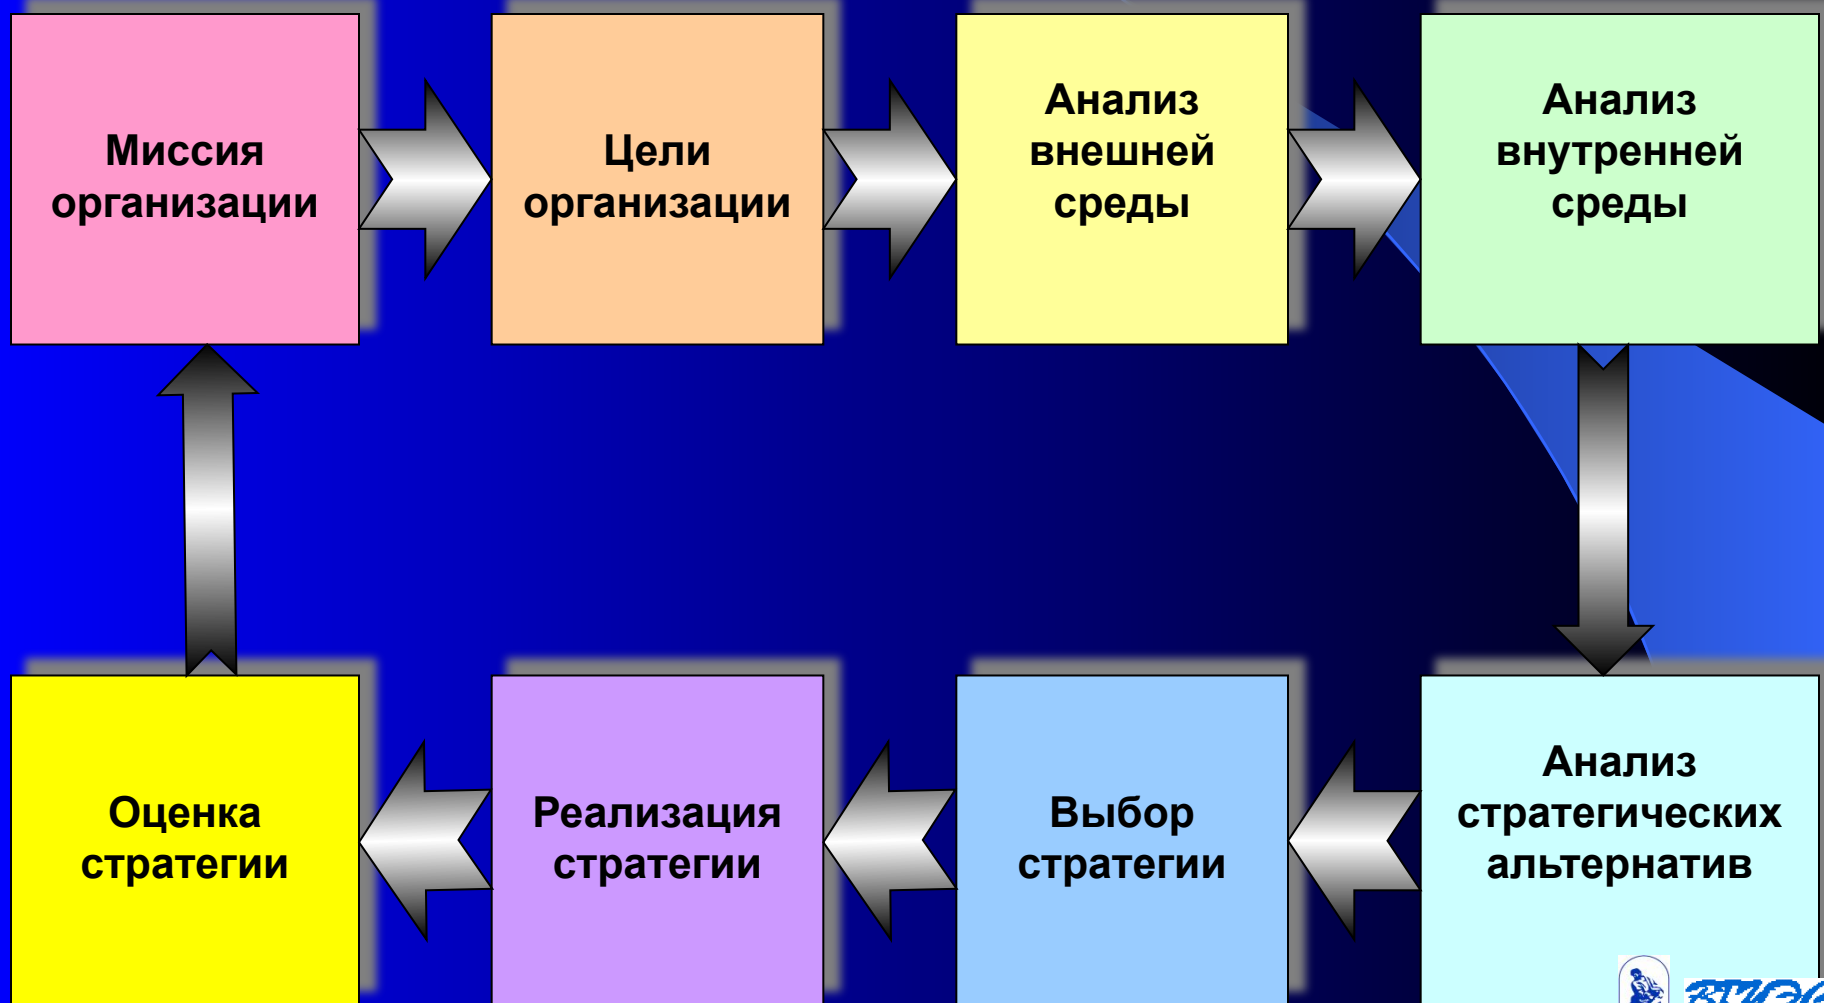 Миссия
организации
Цели
организации
Анализ
внешней
среды
Анализ
внутренней
среды
Оценка
стратегии
Реализация
стратегии
Выбор
стратегии
Анализ
стратегических
альтернатив